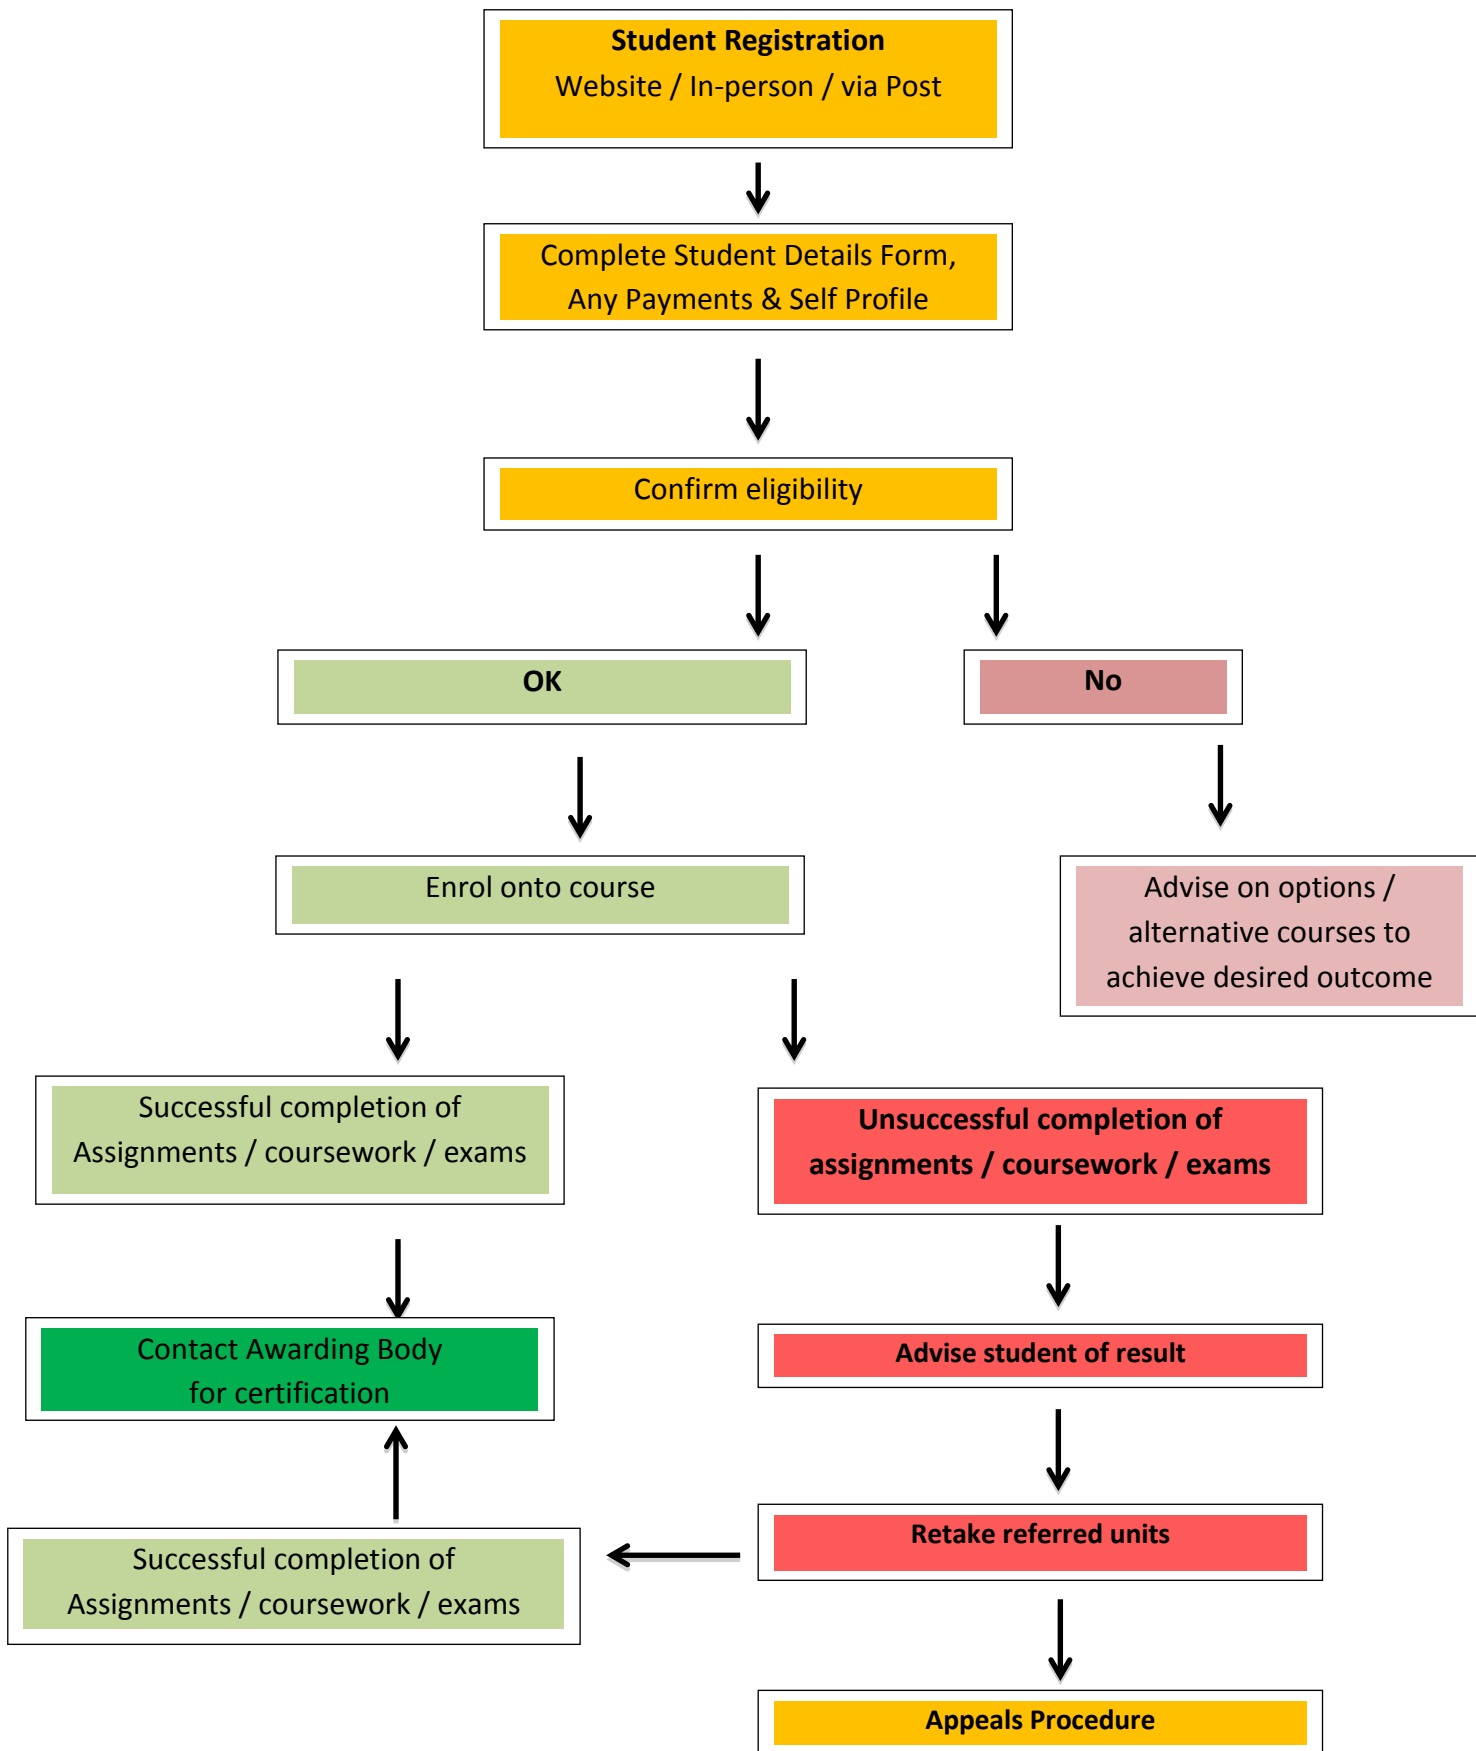 Student Registration
Website / In-person / via Post
Complete Student Details Form,
Any Payments & Self Profile
Confirm eligibility
OK
No
Enrol onto course
Advise on options /
alternative courses to
achieve desired outcome
Successful completion of
Assignments / coursework / exams
Unsuccessful completion of
assignments / coursework / exams
Contact Awarding Body
for certification
Advise student of result
Retake referred units
Successful completion of
Assignments / coursework / exams
Appeals Procedure